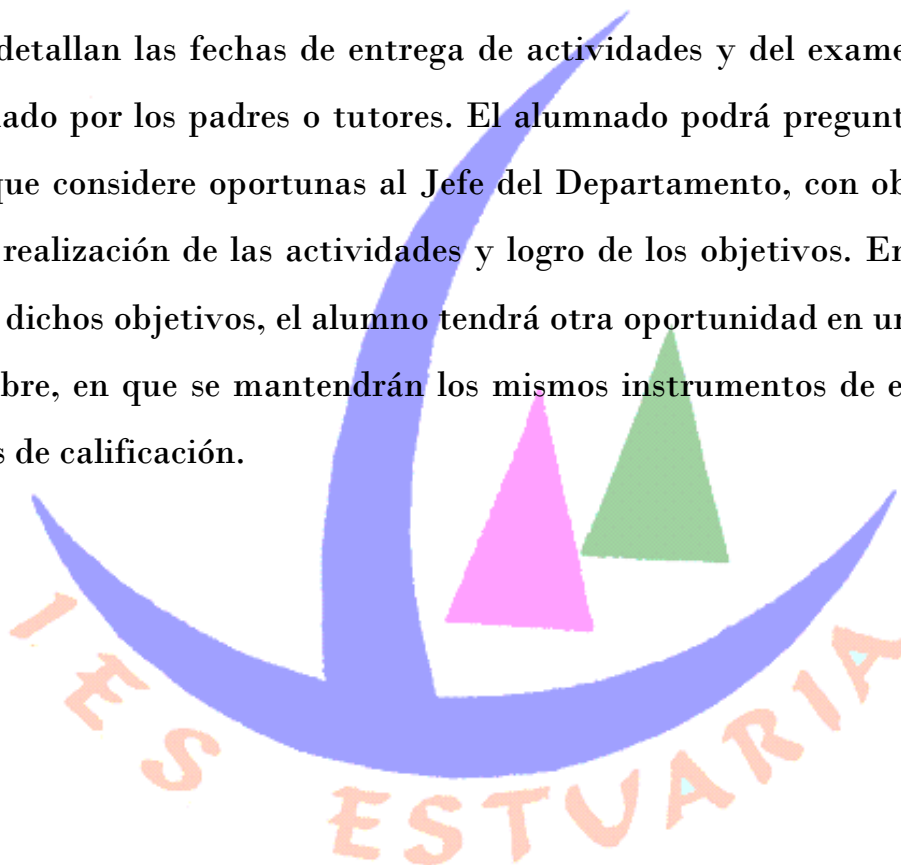 detallan las fechas de entrega de actividades y del exame
ado por los padres o tutores. El alumnado podrá pregunt
que considere oportunas al Jefe del Departamento, con ob
realización de las actividades y logro de los objetivos. En
dichos objetivos, el alumno tendrá otra oportunidad en un
bre, en que se mantendrán los mismos instrumentos de e
s de calificación.
IES ESTUARIA